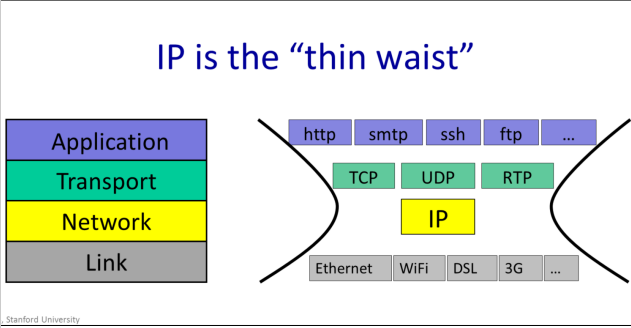 IP is the “thin waist”
Application
Transport
Network
Link
http smtp ssh ftp ...
TCP UDP RTP
IP
Ethernet WiFi DSL 3G ...
, Stanford University